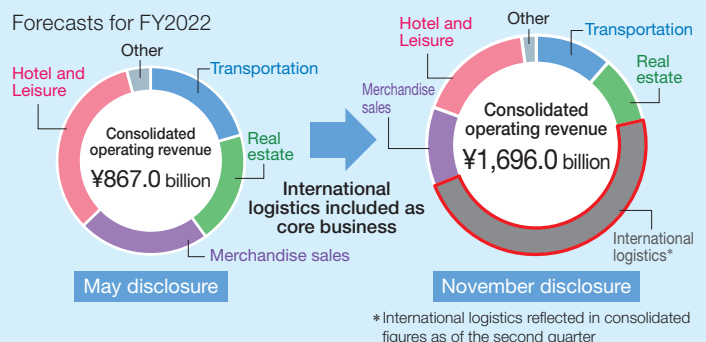 Forecasts for FY2022
Other
Hotel and
Leisure
Transportation
Consolidated
operating revenue
¥867.0 billion
Real
estate
Merchandise sales
May disclosure
International
logistics included as
core business
Other
Hotel and
Leisure
Transportation
Real
estate
Merchandise
sales
Consolidated
operating revenue
¥1,696.0 billion
International
logistics*
November disclosure
*International logistics reflected in consolidated
figures as of the second quarter